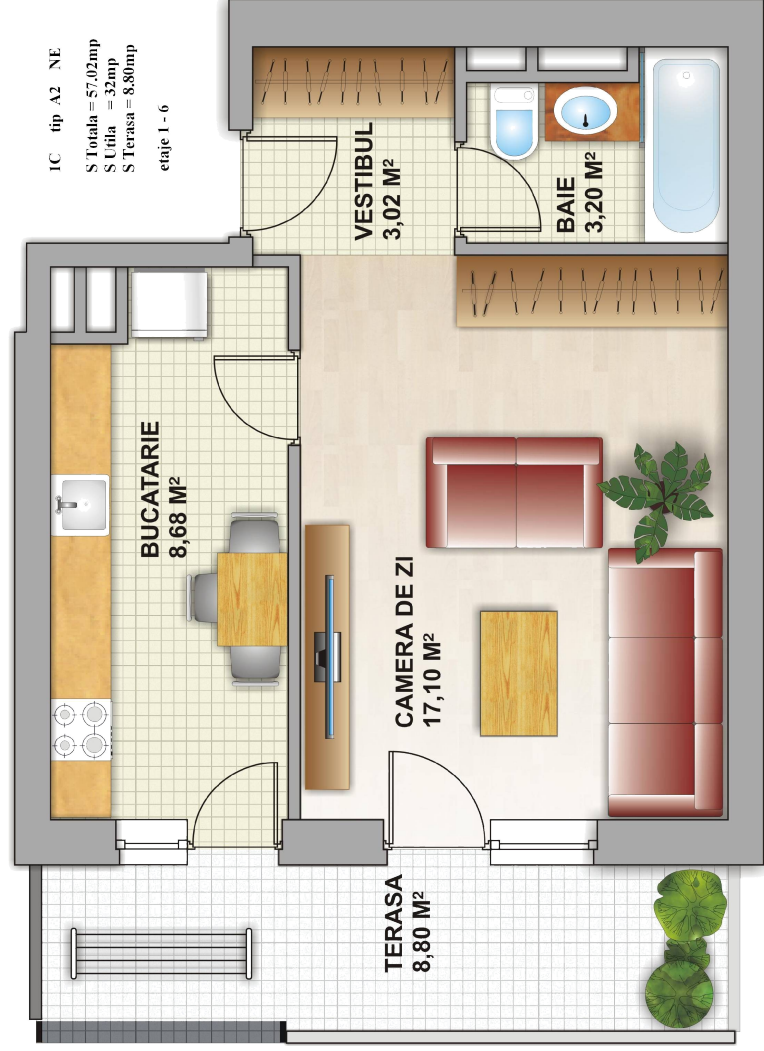 1C tip A2 NE
S Totala = 57.02mp
S Utila = 32mp
S Terasa = 8.80mp
etaje 1 - 6
VESTIBUL
3,02 M²
BAIE
3,20 M²
BUCATARIE
8,68 M²
CAMERA DE ZI
17,10 M²
TERASA
8,80 M²